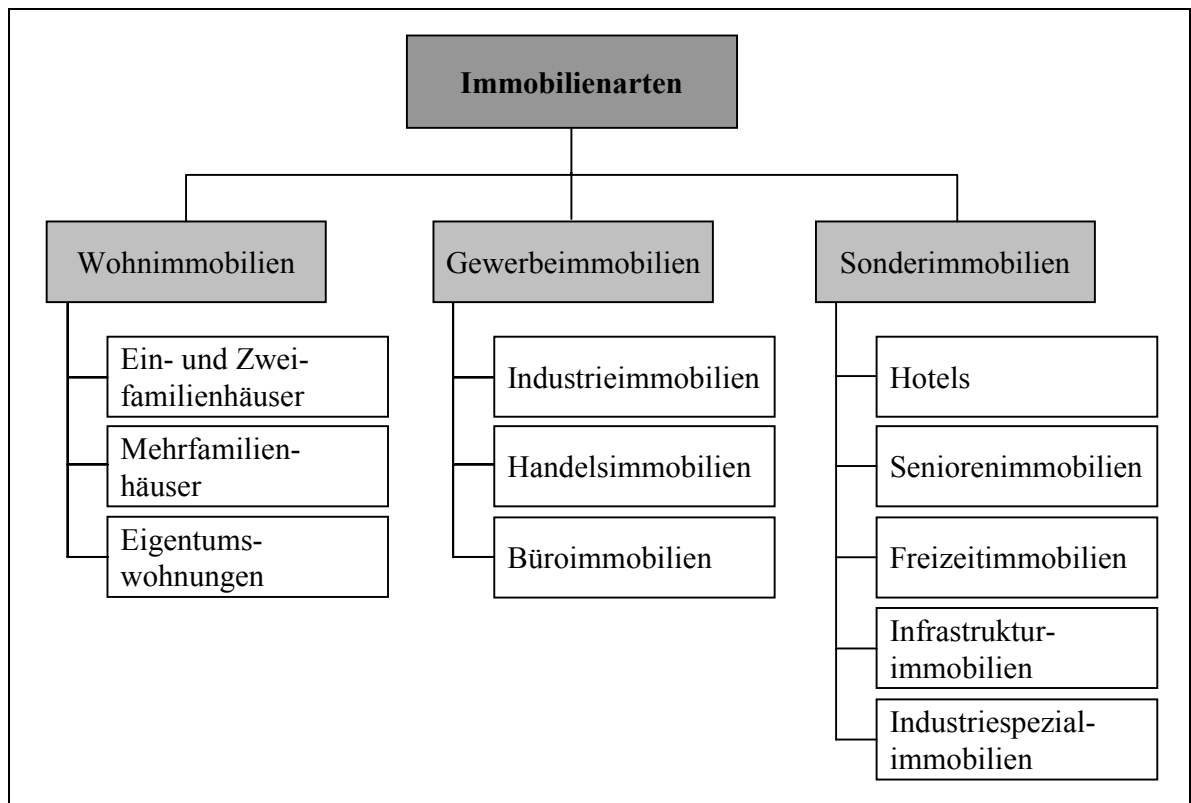 Immobilienarten
Wohnimmobilien
Ein- und Zwei-
familienhäuser
Mehrfamilien-
häuser
Eigentums-
wohnungen
Gewerbeimmobilien
Industrieimmobilien
Handelsimmobilien
Büroimmobilien
Sonderimmobilien
Hotels
Seniorenimmobilien
Freizeitimmobilien
Infrastruktur-
immobilien
Industriespezial-
immobilien